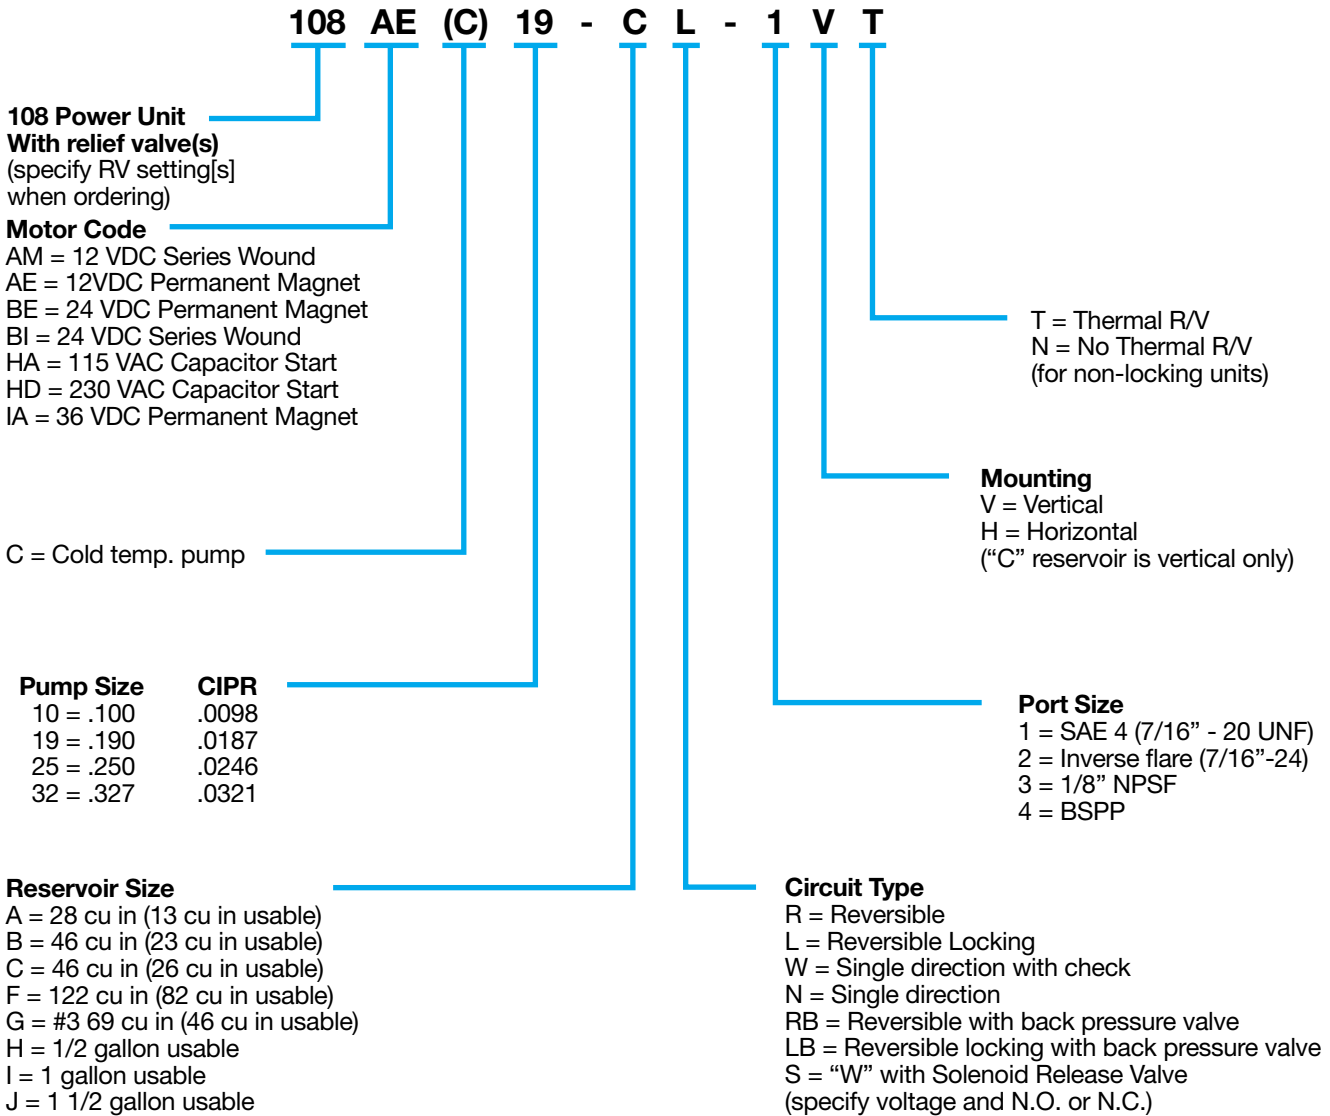 108 AE (C) 19 - C L - 1 V T
108 Power Unit
With relief valve(s)
(specify RV setting[s]
when ordering)
Motor Code
AM = 12 VDC Series Wound
AE = 12VDC Permanent Magnet
BE = 24 VDC Permanent Magnet
BI = 24 VDC Series Wound
HA = 115 VAC Capacitor Start
HD = 230 VAC Capacitor Start
IA = 36 VDC Permanent Magnet
T = Thermal R/V
N = No Thermal R/V
(for non-locking units)
Mounting
V = Vertical
H = Horizontal
(“C” reservoir is vertical only)
C = Cold temp. pump
Pump Size CIPR
10 = .100 .0098
19 = .190 .0187
25 = .250 .0246
32 = .327 .0321
Port Size
1 = SAE 4 (7/16” - 20 UNF)
2 = Inverse flare (7/16”-24)
3 = 1/8” NPSF
4 = BSPP
Reservoir Size
A = 28 cu in (13 cu in usable)
B = 46 cu in (23 cu in usable)
C = 46 cu in (26 cu in usable)
F = 122 cu in (82 cu in usable)
G = #3 69 cu in (46 cu in usable)
H = 1/2 gallon usable
I = 1 gallon usable
J = 1 1/2 gallon usable
Circuit Type
R = Reversible
L = Reversible Locking
W = Single direction with check
N = Single direction
RB = Reversible with back pressure valve
LB = Reversible locking with back pressure valve
S = “W” with Solenoid Release Valve
(specify voltage and N.O. or N.C.)